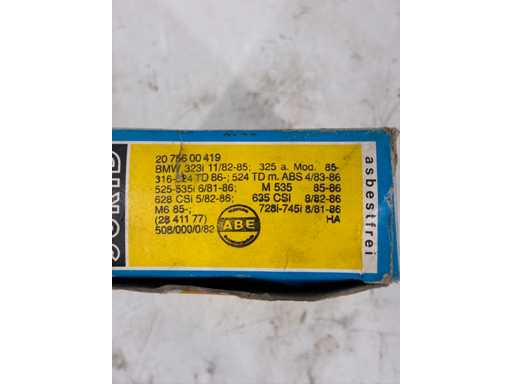 20 756 00 419
BMW 323i 11/82-85; 325 a. Mod. 85-
316-324 TD 86-; 524 TD m. ABS 4/83-86
525-535i 6/81-86; M 535 85-86
628 CSi 5/82-86; 635 CSi 8/82-86
M6 85-; 728i-745i 8/81-86
(28 411 77) HA
508/000/0/82
ABE
asbestfrei
JURID